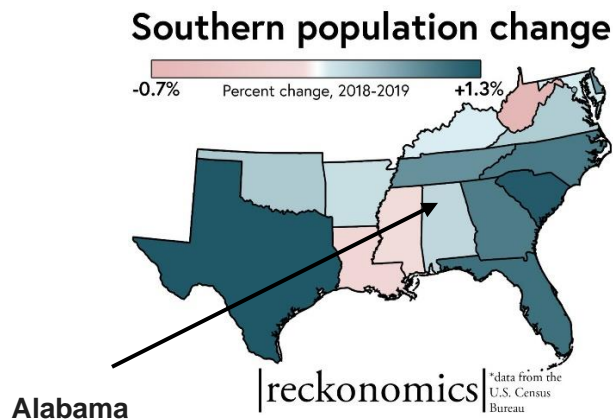 Southern population change
-0.7%
Percent change, 2018-2019
+1.3%
|reckonomics|
*data from the
U.S. Census
Bureau
Alabama